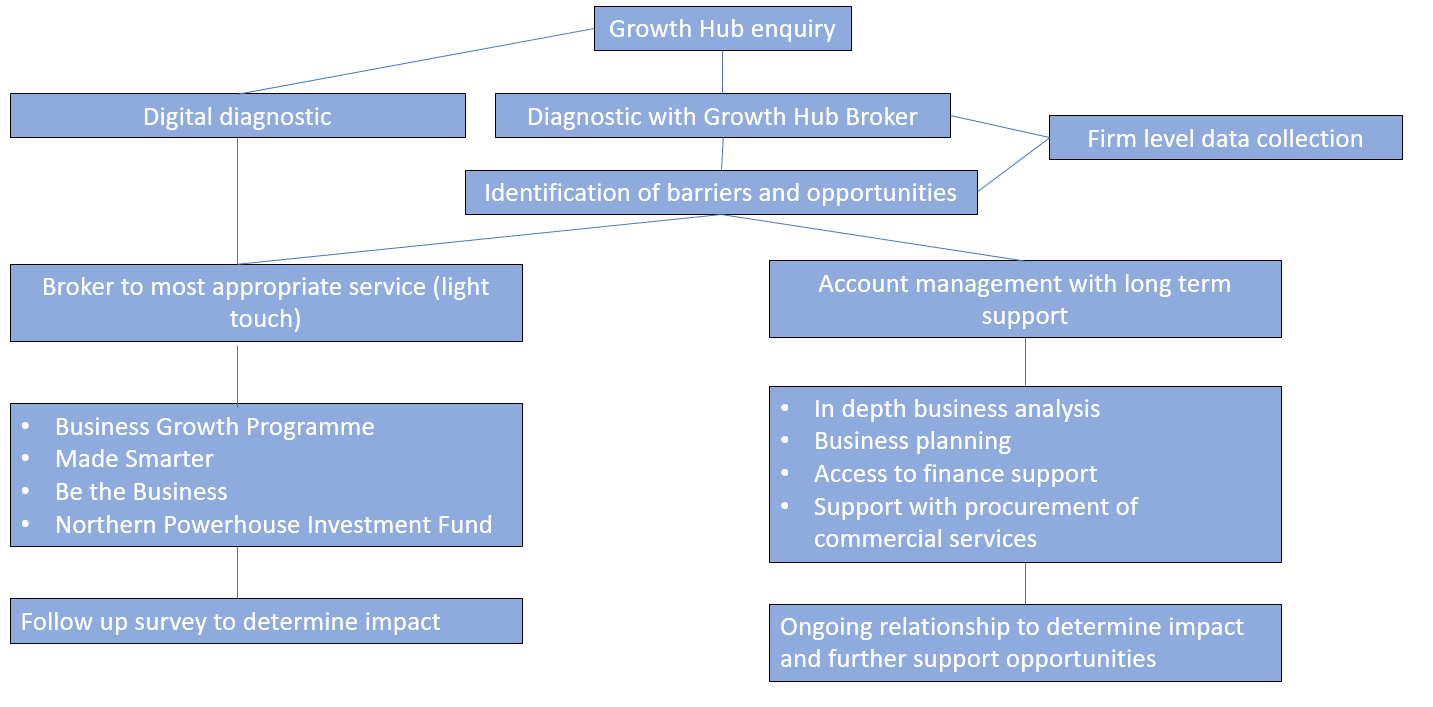 Growth Hub enquiry
Digital diagnostic
Diagnostic with Growth Hub Broker
Firm level data collection
Identification of barriers and opportunities
Broker to most appropriate service (light
touch)
Account management with long term
support
• Business Growth Programme
• Made Smarter
• Be the Business
• Northern Powerhouse Investment Fund
• In depth business analysis
• Business planning
• Access to finance support
• Support with procurement of
commercial services
Follow up survey to determine impact
Ongoing relationship to determine impact
and further support opportunities